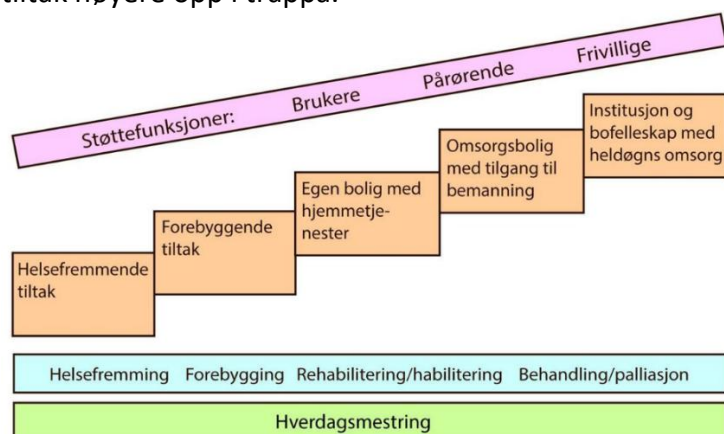 tiltak høyere opp i trappa.
Støttefunksjoner: Brukere Pårørende Frivillige
Helsefremmende
tiltak
Forebyggende
tiltak
Egen bolig med
hjemmetje-
nester
Omsorgsbolig
med tilgang til
bemanning
Institusjon og
bofelleskap med
heldøgns omsorg
Helsefremming Forebygging Rehabilitering/habilitering Behandling/palliasjon
Hverdagsmestring